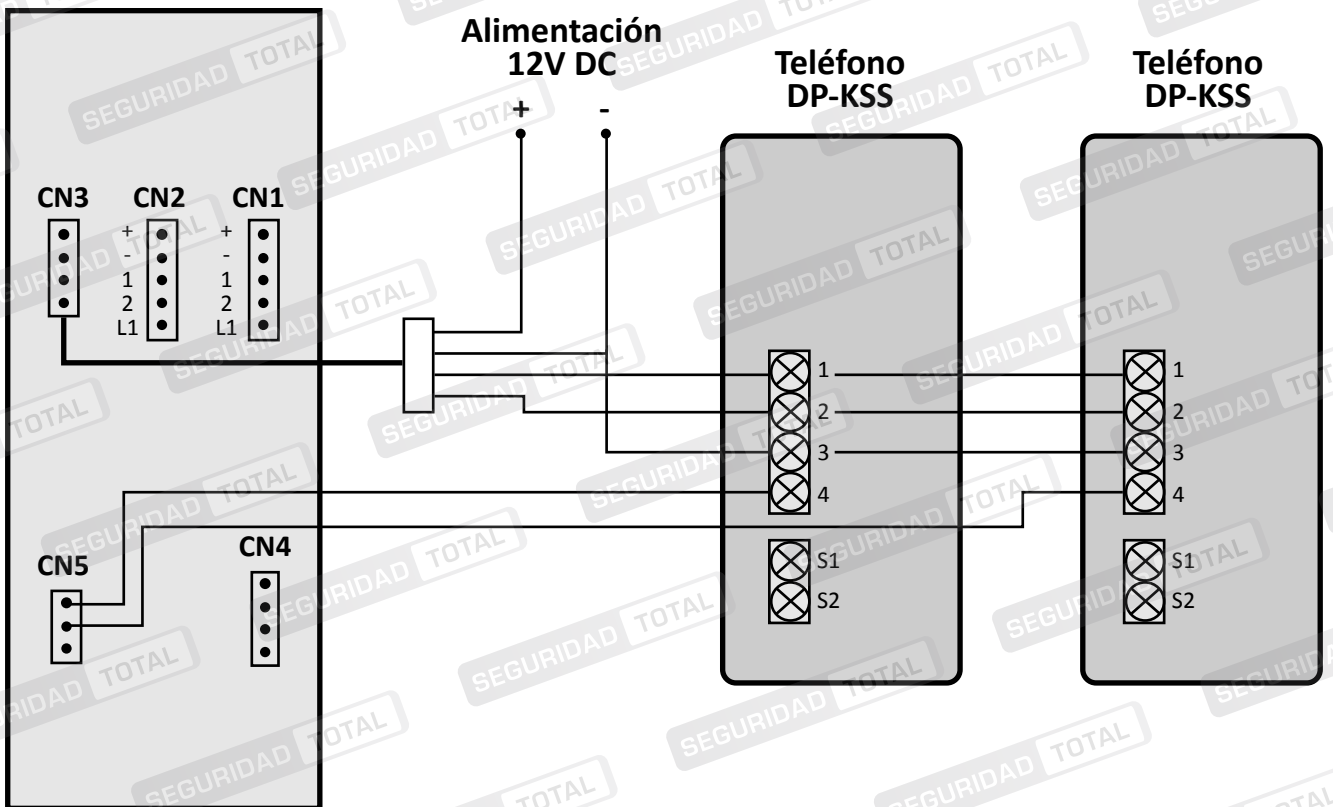 Alimentación
12V DC
+ -
Teléfono
DP-KSS
Teléfono
DP-KSS
CN3 CN2 CN1
+ +
- -
1 1
2 2
L1 L1
1
2
3
4
S1
S2
1
2
3
4
S1
S2
CN5
CN4
SEGURIDAD TOTAL